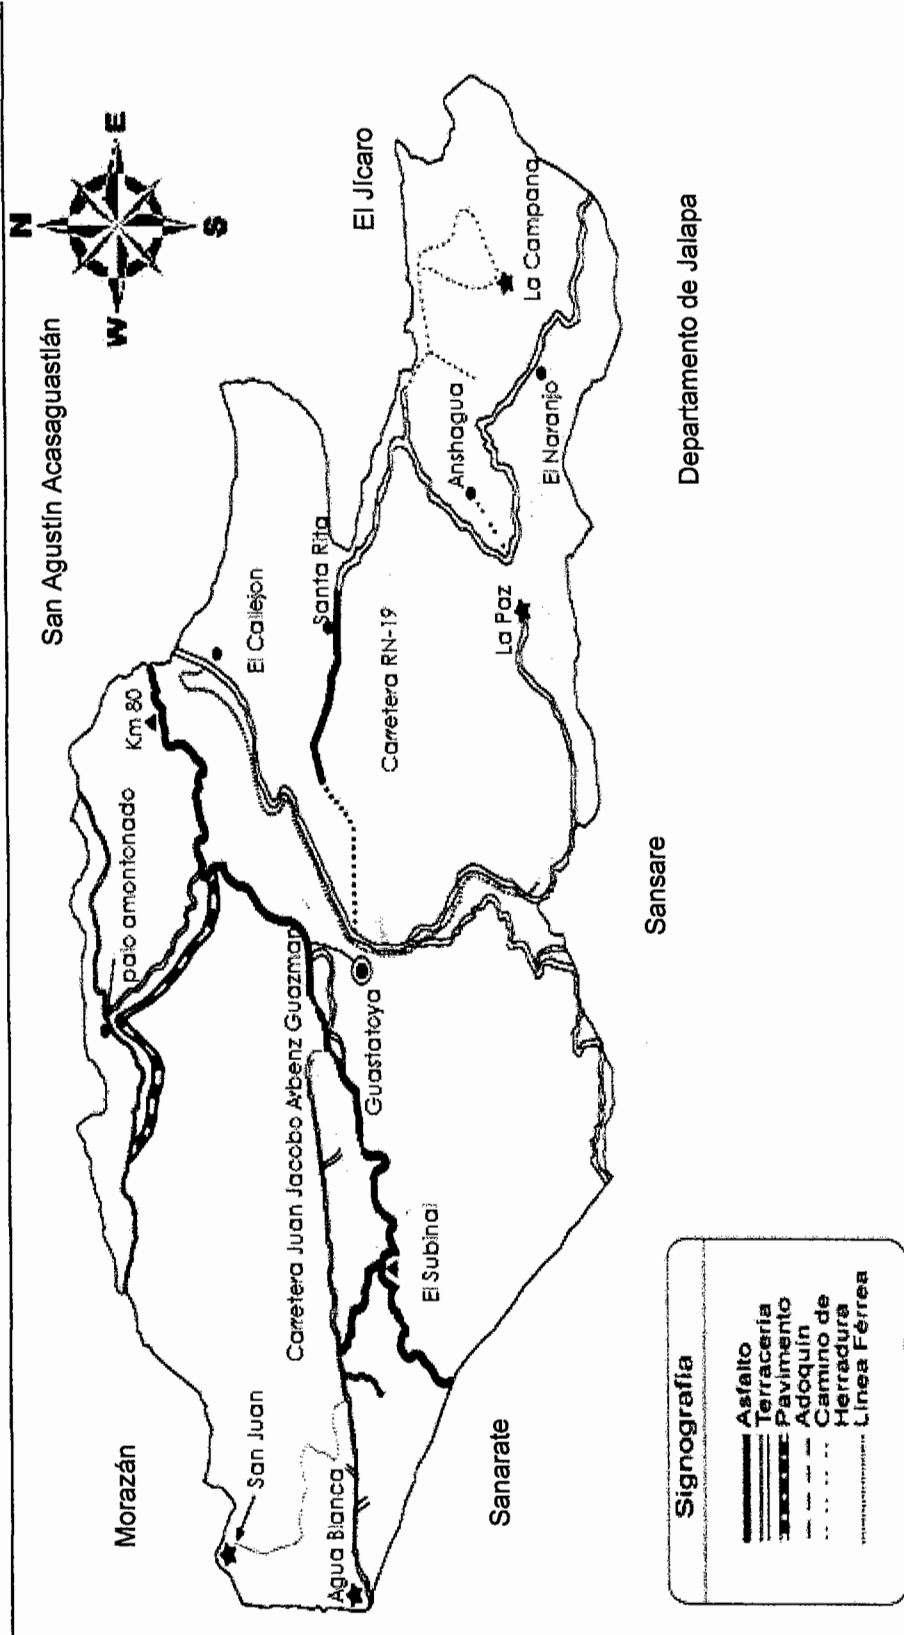 N
W
E
S
San Agustín Acasaguastlán
Morazán
El Jícaro
Km 80
palo amontonado
El Callejon
San Juan
Santa Rita
Carretera Juan Jacobo Arbenz Guazman
Agua Blanca
Guastatoya
Carretera RN-19
El Subinal
Anshagua
La Campana
La Paz
El Naranjo
Sanarate
Sansare
Departamento de Jalapa
Signografía
Asfalto
Terracería
Pavimento
Adoquín
Camino de
Herradura
Línea Férrea